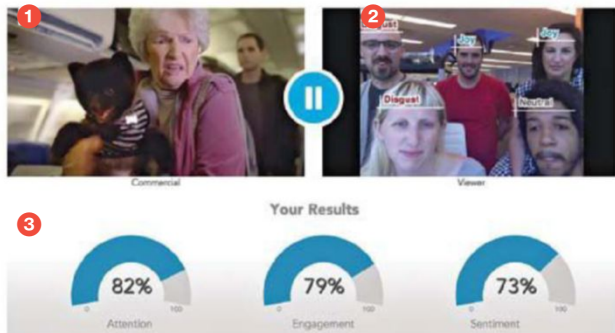 1
2
Disgust
Joy
Joy
Disgust
Neutral
Commercial
Viewer
Your Results
3
82%
79%
73%
0
100
0
100
0
100
Attention
Engagement
Sentiment